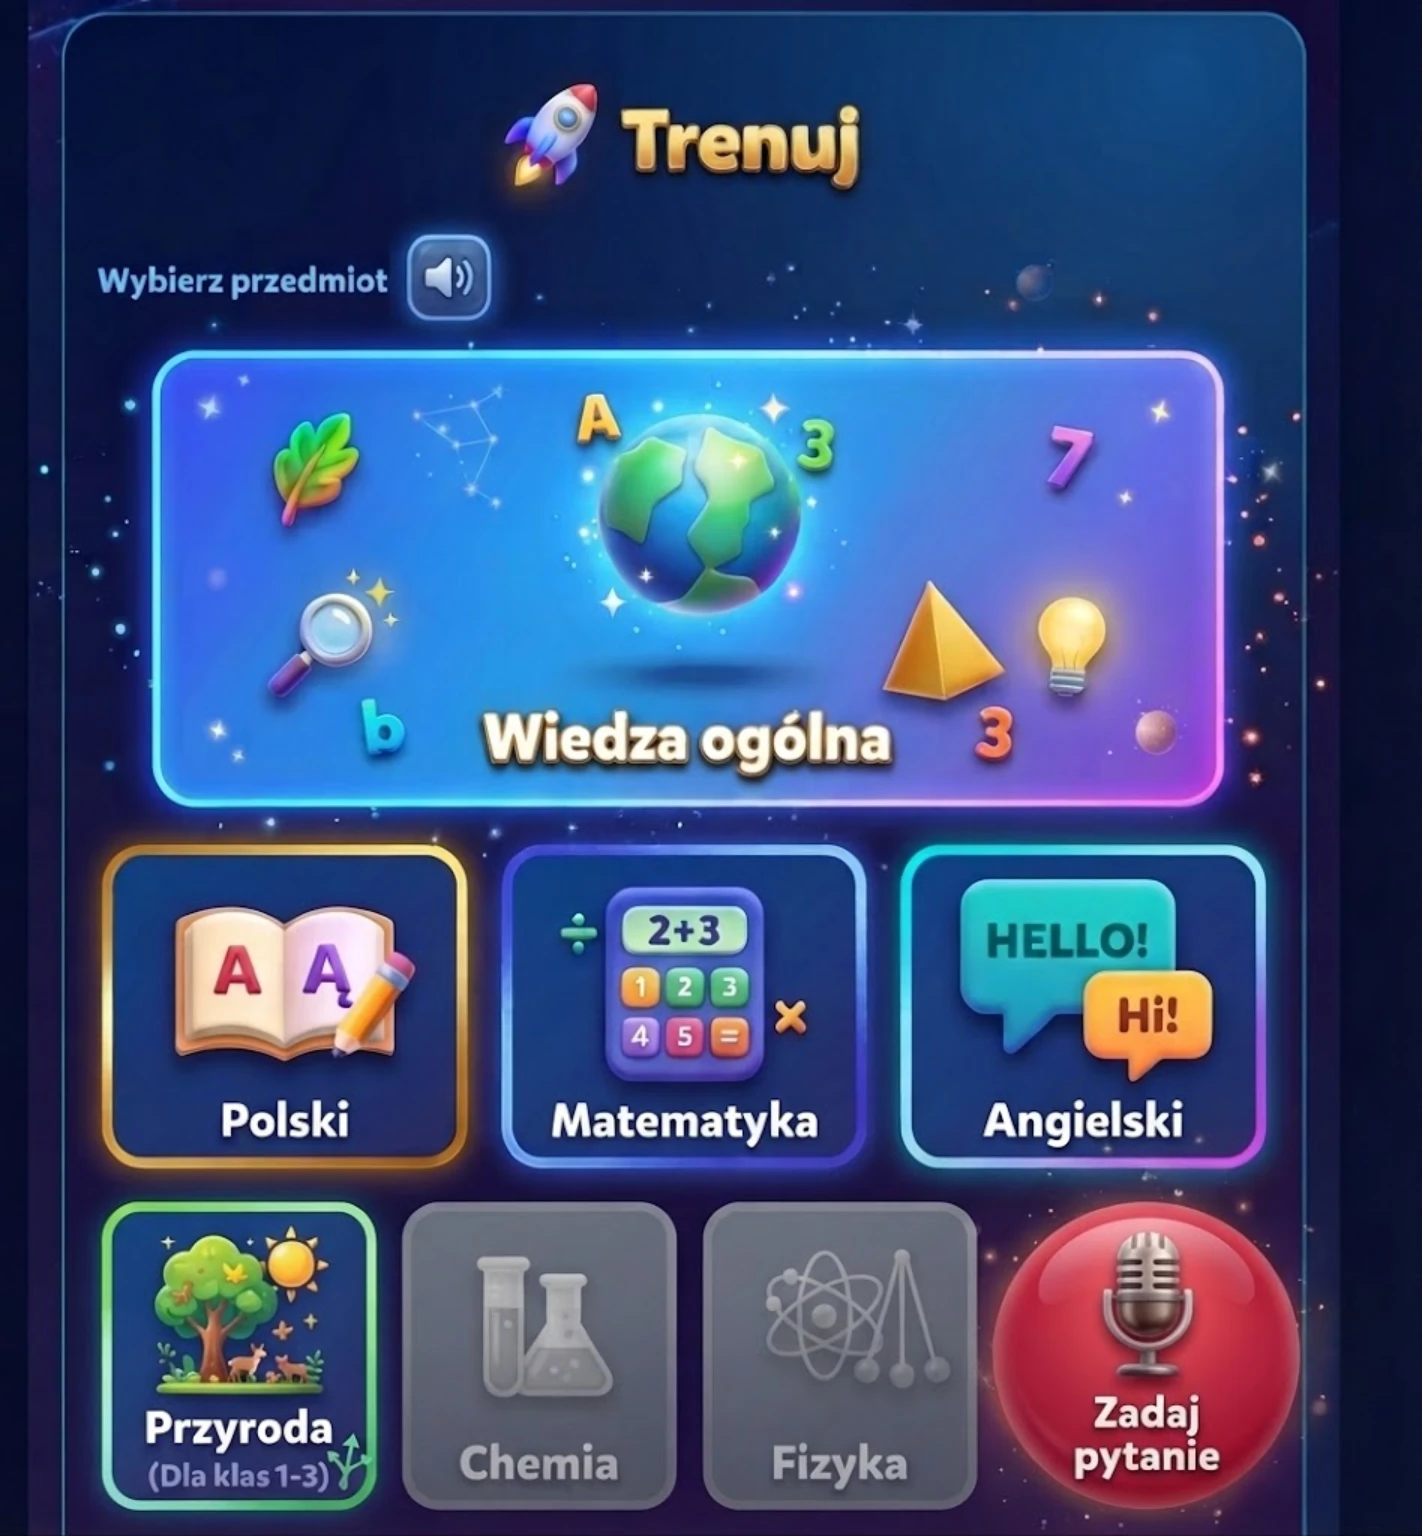 Trenuj
Wybierz przedmiot
A
3
7
b
3
Wiedza ogólna
A Ą
Polski
÷
2+3
1 2 3
4 5 =
×
Matematyka
HELLO!
Hi!
Angielski
Przyroda
(Dla klas 1-3)
Chemia
Fizyka
Zadaj
pytanie